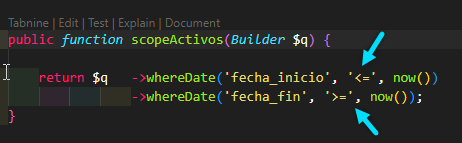 Tabnine | Edit | Test | Explain | Document
public function scopeActivos(Builder $q) {
return $q ->whereDate('fecha_inicio', '<=', now())
->whereDate('fecha_fin', '>=', now());
}